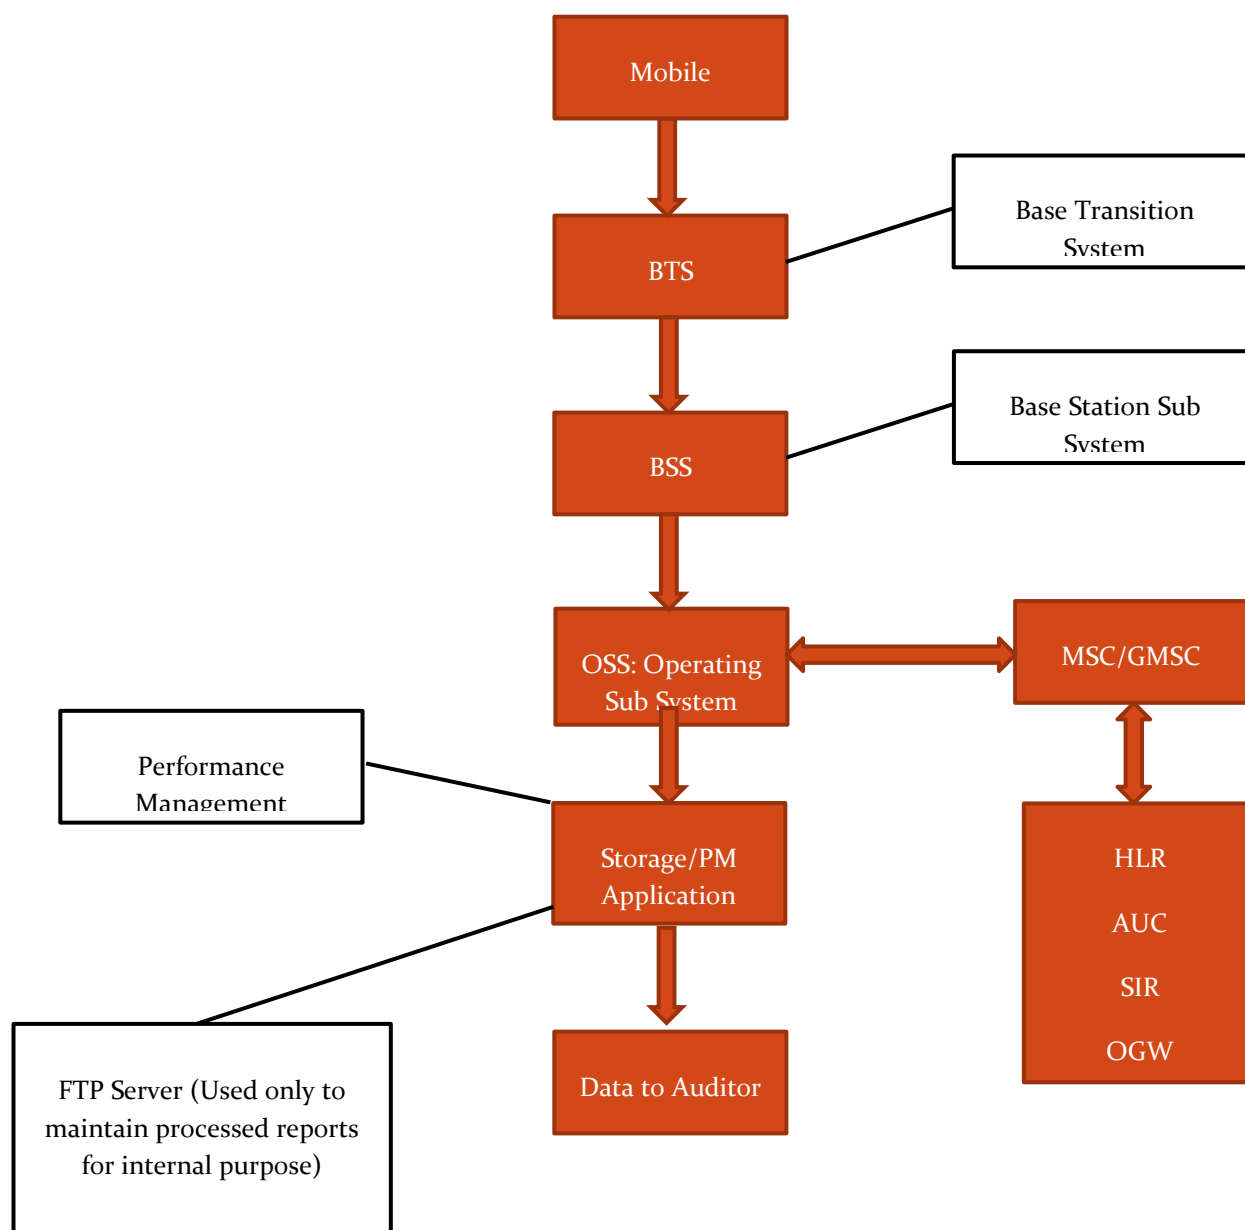 Mobile
Base Transition
System
BTS
Base Station Sub
System
BSS
OSS: Operating
Sub System
MSC/GMSC
Performance
Management
Storage/PM
Application
HLR
AUC
SIR
OGW
FTP Server (Used only to
maintain processed reports
for internal purpose)
Data to Auditor